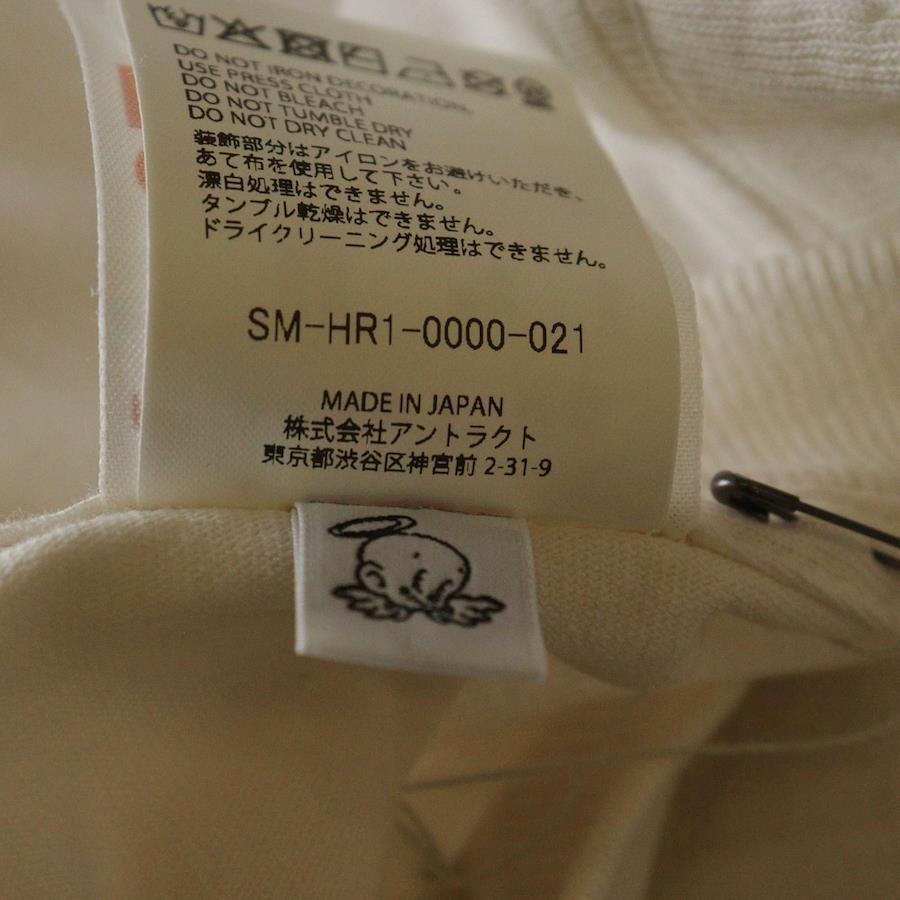 DO NOT IRON DECORATION.
USE PRESS CLOTH
DO NOT BLEACH
DO NOT TUMBLE DRY
DO NOT DRY CLEAN
装飾部分はアイロンをお避けいただき、
あて布を使用して下さい。
漂白処理はできません。
タンブル乾燥はできません。
ドライクリーニング処理はできません。
SM-HR1-0000-021
MADE IN JAPAN
株式会社アントラクト
東京都渋谷区神宮前 2-31-9